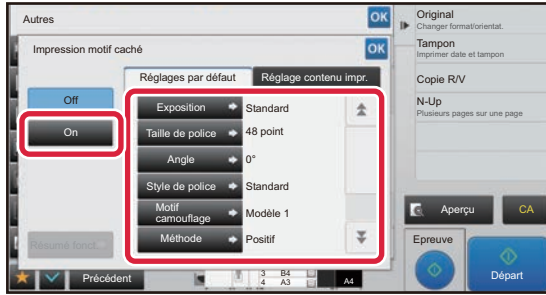 Autres
OK
Impression motif caché
OK
Réglages par défaut
Réglage contenu impr.
Off
On
Exposition
Standard
Taille de police
48 point
Angle
0°
Style de police
Standard
Motif camouflage
Modèle 1
Méthode
Positif
Résumé fonct.
Précédent
3 B4
4 A3
A4
Original
Changer format/orientat.
Tampon
Imprimer date et tampon
Copie R/V
N-Up
Plusieurs pages sur une page
Aperçu
CA
Epreuve
Départ